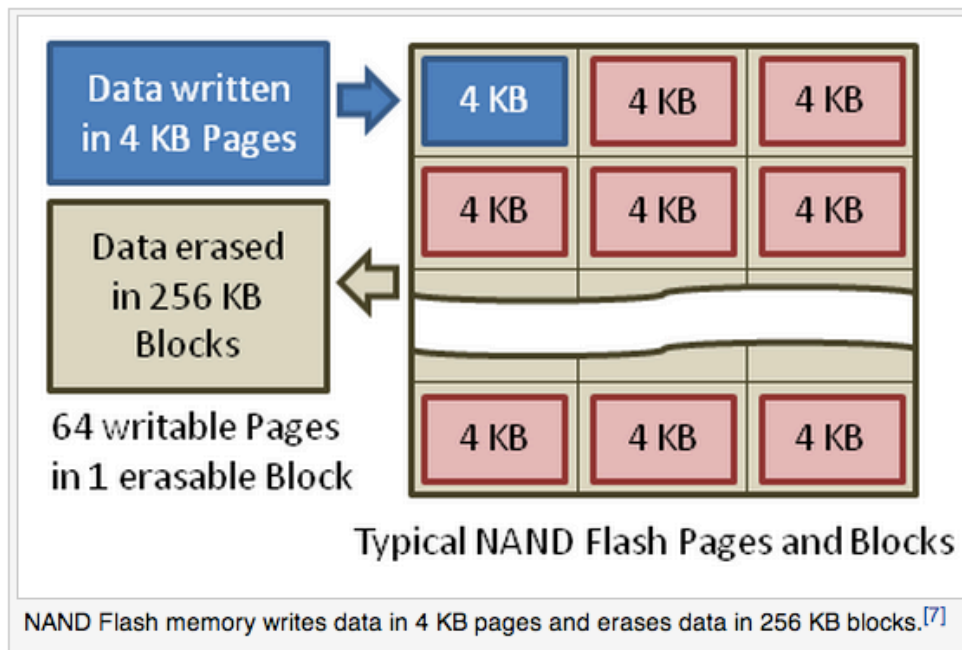 Data written
in 4 KB Pages
4 KB
4 KB
4 KB
Data erased
in 256 KB
Blocks
4 KB
4 KB
4 KB
64 writable Pages
in 1 erasable Block
4 KB
4 KB
4 KB
Typical NAND Flash Pages and Blocks
NAND Flash memory writes data in 4 KB pages and erases data in 256 KB blocks.[7]